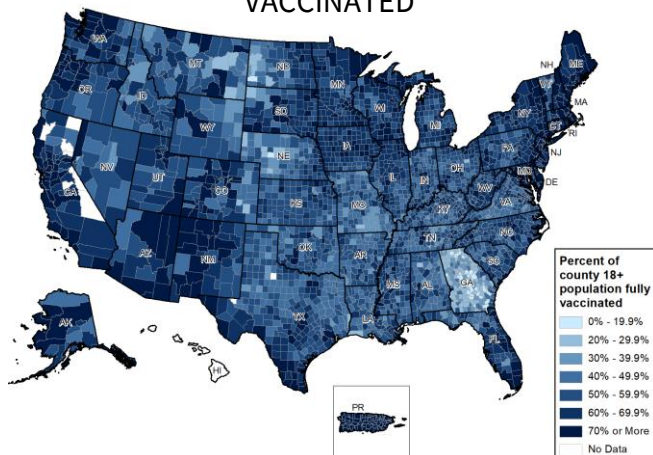 VACCINATED
WA
MT
ND
MN
OR
ID
SD
WI
WY
MI
NH
ME
VT
NY
MA
CT
RI
IA
NE
PA
NJ
NV
UT
CO
IL
IN
OH
MD
DE
CA
KS
MO
WV
VA
KY
NC
TN
AZ
NM
OK
AR
SC
MS
AL
GA
TX
LA
FL
AK
HI
PR
Percent of
county 18+
population fully
vaccinated
0% - 19.9%
20% - 29.9%
30% - 39.9%
40% - 49.9%
50% - 59.9%
60% - 69.9%
70% or More
No Data